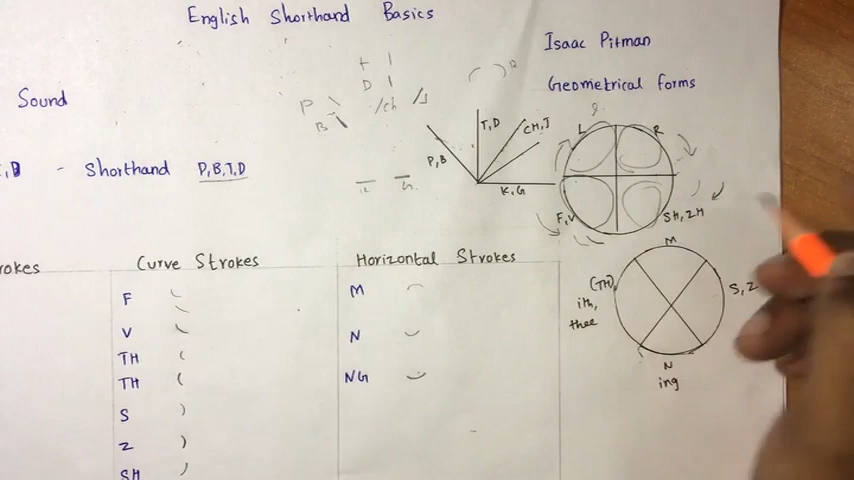 English Shorthand Basics
Isaac Pitman
Geometrical forms
Sound
T |
D |
P \
B \
/ch /J
R
P,B
T,D
CH,J
K,G
K G
L
R
F,V
SH,ZH
- Shorthand P,B,T,D
Curve Strokes
Horizontal Strokes
F
V
TH
TH
S
Z
SH
M
N
NG
M
(TH)
ith,
thee
S,Z
N
ing